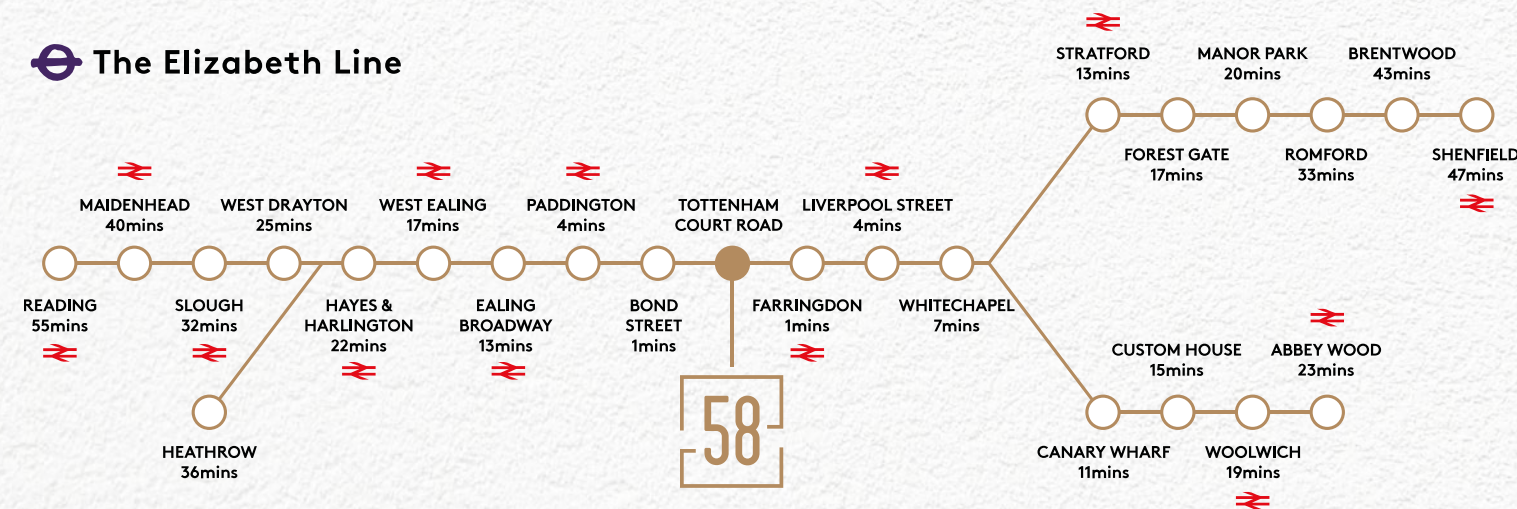 The Elizabeth Line
STRATFORD
13mins
MANOR PARK
20mins
BRENTWOOD
43mins
FOREST GATE
17mins
ROMFORD
33mins
SHENFIELD
47mins
MAIDENHEAD
40mins
WEST DRAYTON
25mins
WEST EALING
17mins
PADDINGTON
4mins
TOTTENHAM
COURT ROAD
LIVERPOOL STREET
4mins
READING
55mins
SLOUGH
32mins
HAYES &
HARLINGTON
22mins
EALING
BROADWAY
13mins
BOND
STREET
1mins
FARRINGDON
1mins
WHITECHAPEL
7mins
HEATHROW
36mins
58
CUSTOM HOUSE
15mins
ABBEY WOOD
23mins
CANARY WHARF
11mins
WOOLWICH
19mins